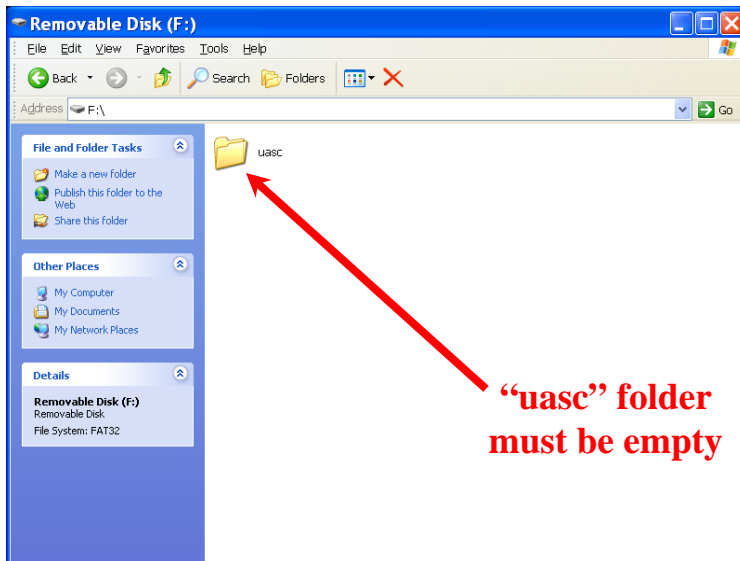 Removable Disk (F:)
File Edit View Favorites Tools Help
Back Search Folders
Address F:\ Go
File and Folder Tasks
Make a new folder
Publish this folder to the
Web
Share this folder
Other Places
My Computer
My Documents
My Network Places
Details
Removable Disk (F:)
Removable Disk
File System: FAT32
uasc
“uasc” folder
must be empty